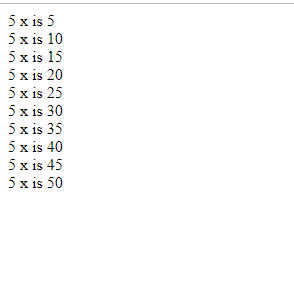 5 x is 5
5 x is 10
5 x is 15
5 x is 20
5 x is 25
5 x is 30
5 x is 35
5 x is 40
5 x is 45
5 x is 50